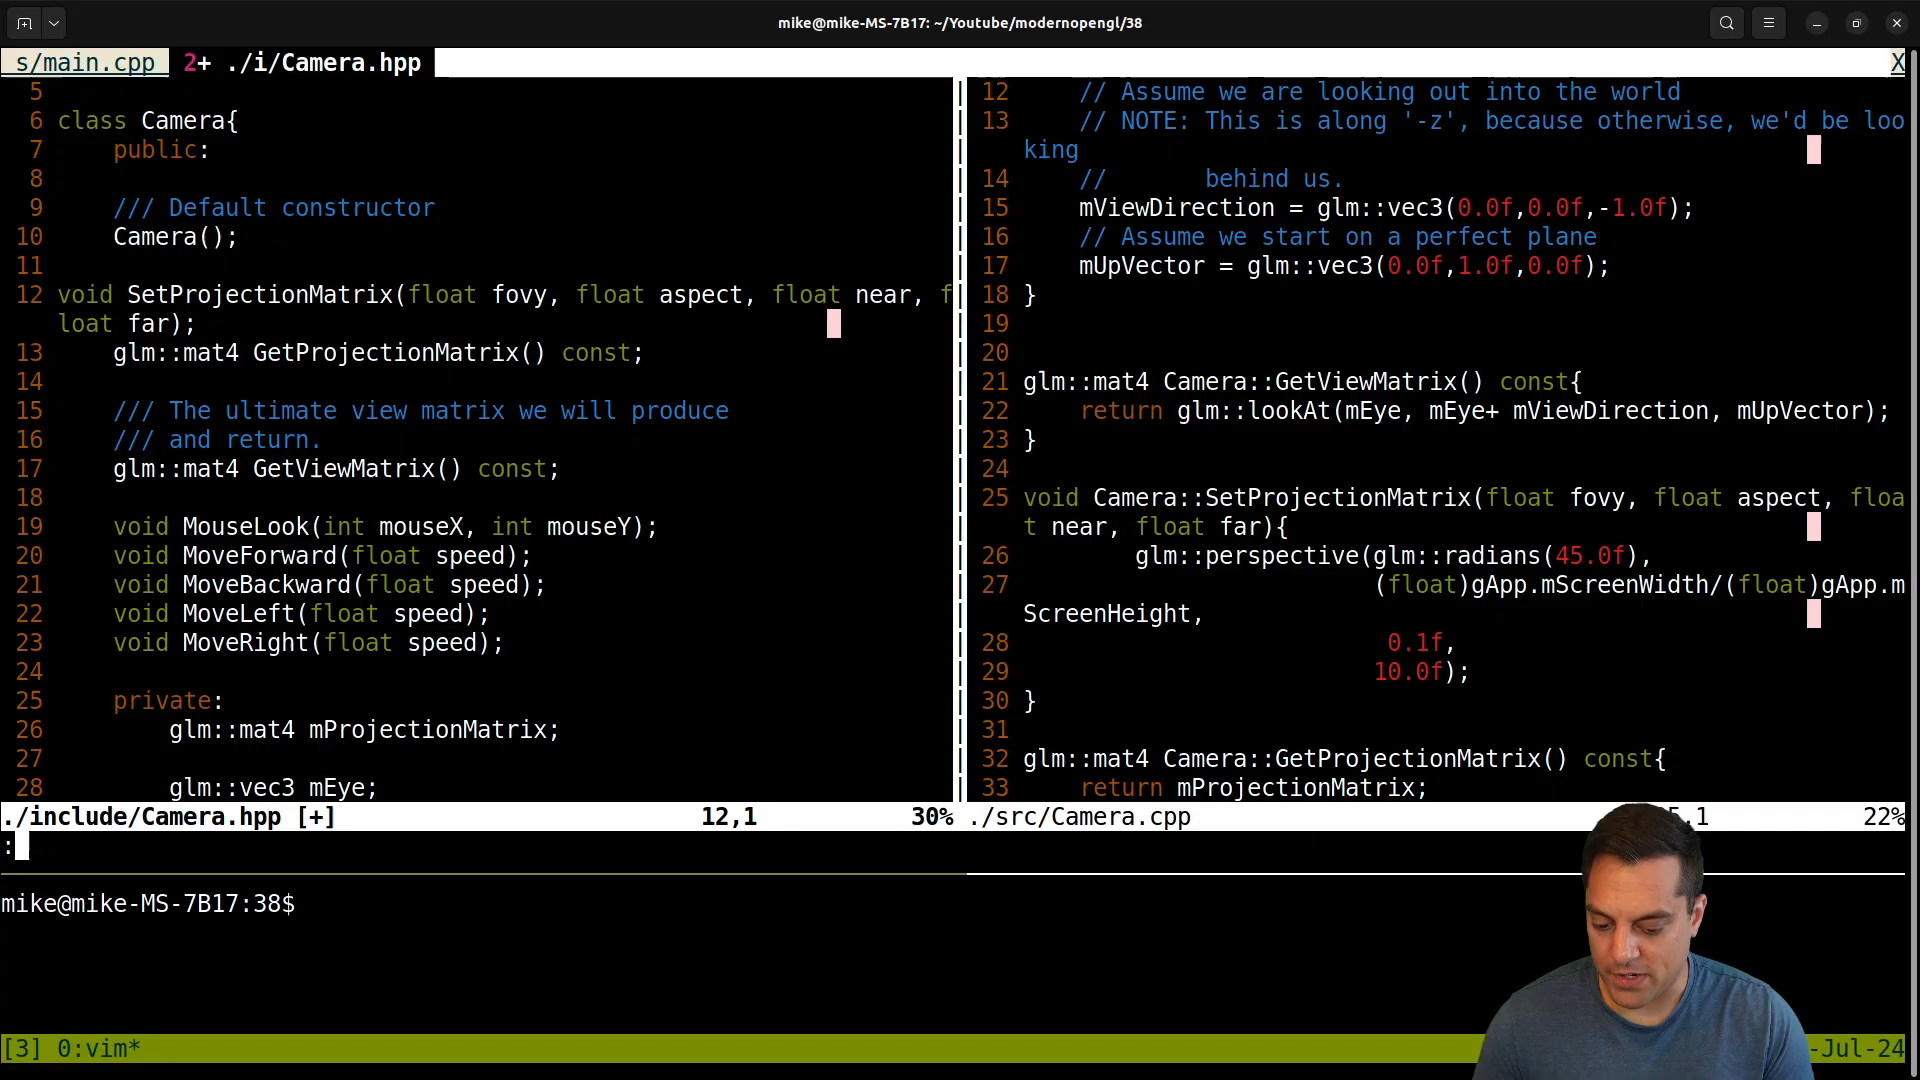 mike@mike-MS-7B17: ~/Youtube/modernopengl/38
s/main.cpp  2+ ./i/Camera.hpp
X
5
6 class Camera{
7     public:
8
9     /// Default constructor
10     Camera();
11
12 void SetProjectionMatrix(float fovy, float aspect, float near, f
loat far);
13     glm::mat4 GetProjectionMatrix() const;
14
15     /// The ultimate view matrix we will produce
16     /// and return.
17     glm::mat4 GetViewMatrix() const;
18
19     void MouseLook(int mouseX, int mouseY);
20     void MoveForward(float speed);
21     void MoveBackward(float speed);
22     void MoveLeft(float speed);
23     void MoveRight(float speed);
24
25     private:
26         glm::mat4 mProjectionMatrix;
27
28         glm::vec3 mEye;
./include/Camera.hpp [+]                          12,1           30%
12     // Assume we are looking out into the world
13     // NOTE: This is along '-z', because otherwise, we'd be loo
king
14     //       behind us.
15     mViewDirection = glm::vec3(0.0f,0.0f,-1.0f);
16     // Assume we start on a perfect plane
17     mUpVector = glm::vec3(0.0f,1.0f,0.0f);
18 }
19
20
21 glm::mat4 Camera::GetViewMatrix() const{
22     return glm::lookAt(mEye, mEye+ mViewDirection, mUpVector);
23 }
24
25 void Camera::SetProjectionMatrix(float fovy, float aspect, floa
t near, float far){
26         glm::perspective(glm::radians(45.0f),
27                          (float)gApp.mScreenWidth/(float)gApp.m
ScreenHeight,
28                           0.1f,
29                          10.0f);
30 }
31
32 glm::mat4 Camera::GetProjectionMatrix() const{
33     return mProjectionMatrix;
./src/Camera.cpp                                  5,1           22%
:
mike@mike-MS-7B17:38$
[3] 0:vim*
-Jul-24